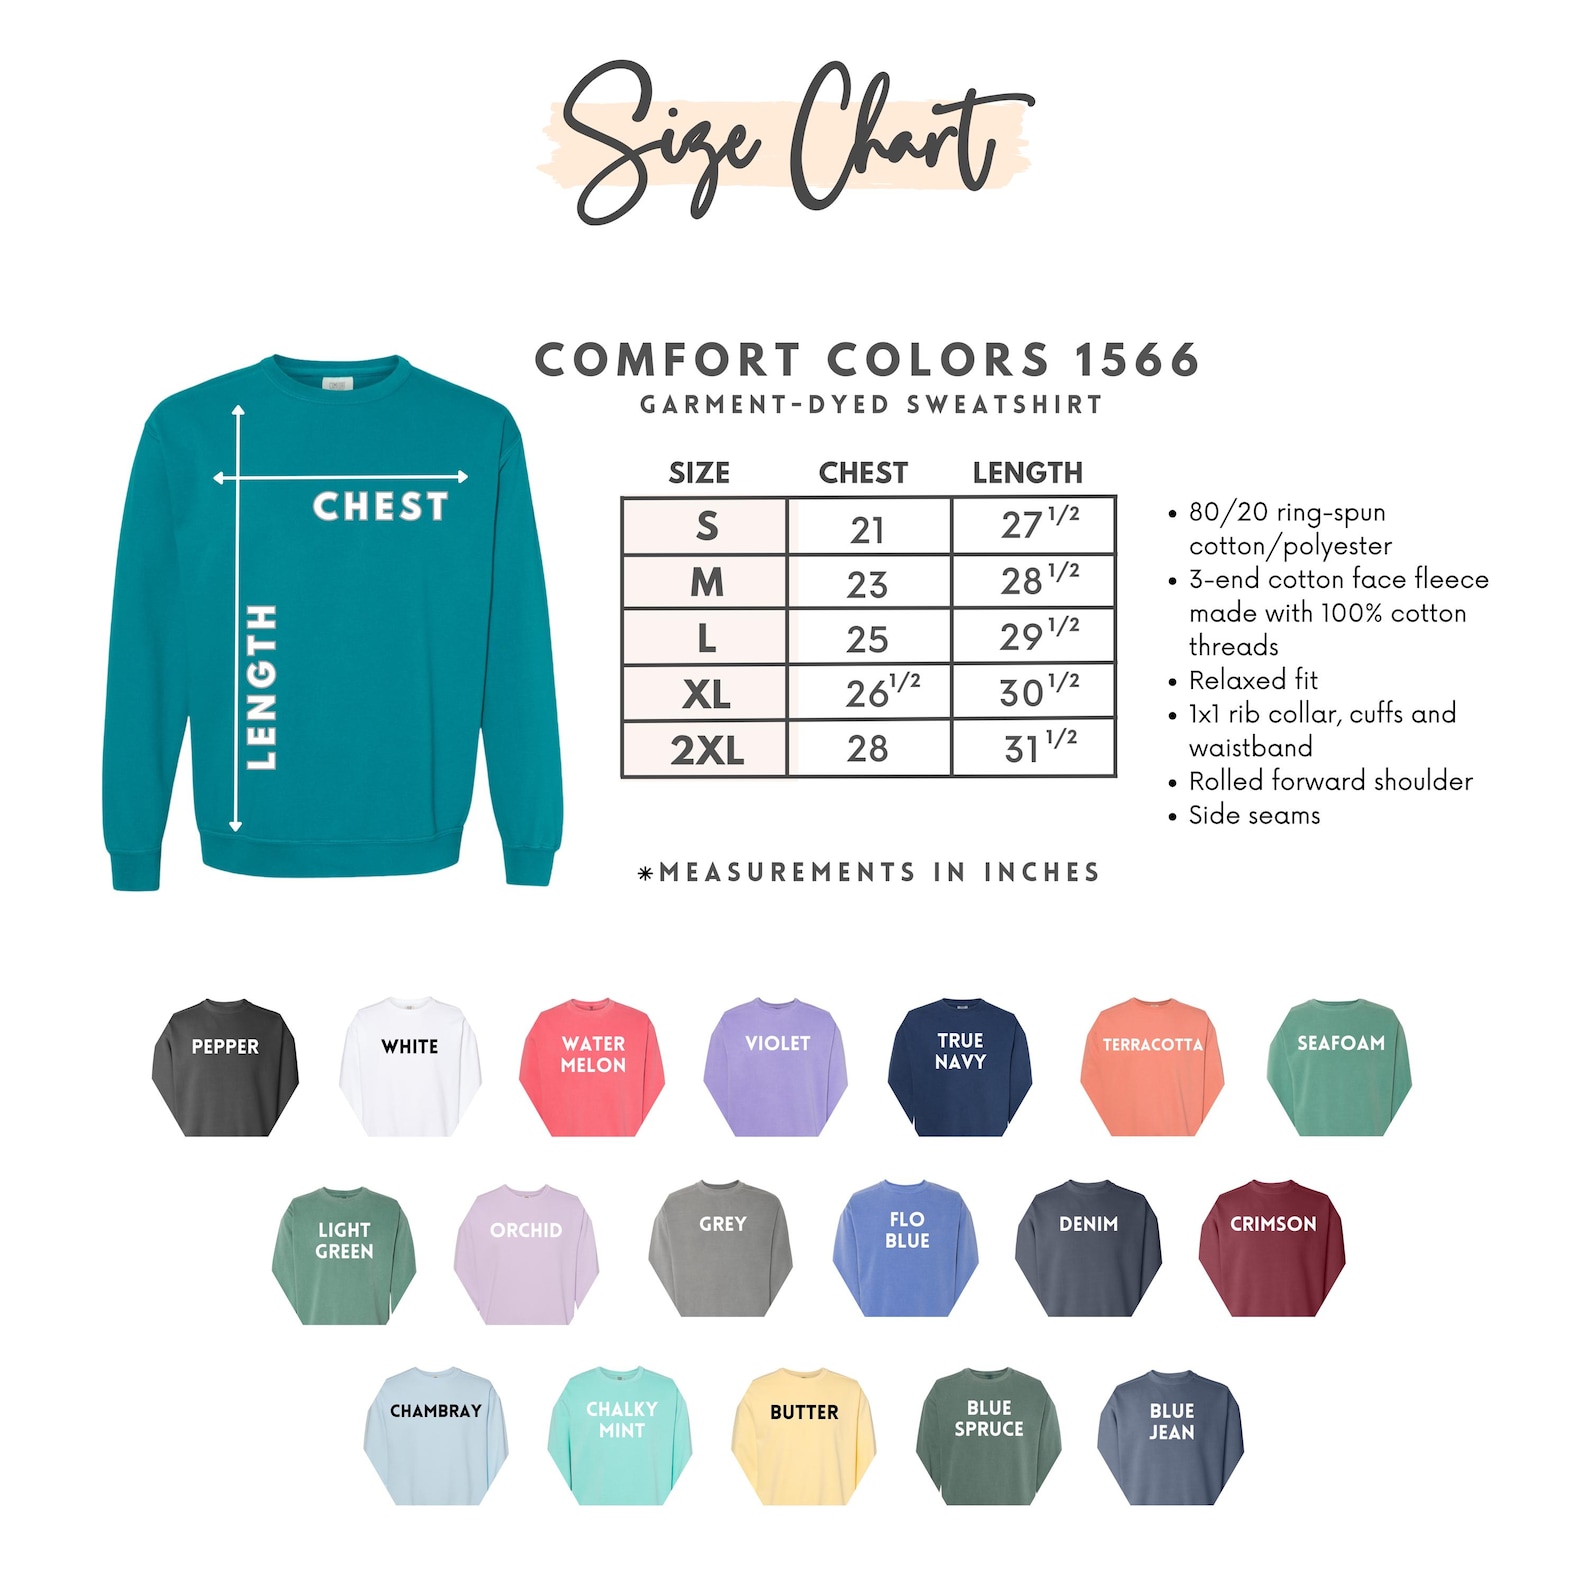 Size Chart
COMFORT COLORS 1566
GARMENT-DYED SWEATSHIRT
CHEST
LENGTH
SIZE CHEST LENGTH
S 21 27 1/2
M 23 28 1/2
L 25 29 1/2
XL 26 1/2 30 1/2
2XL 28 31 1/2
*MEASUREMENTS IN INCHES
• 80/20 ring-spun
cotton/polyester
• 3-end cotton face fleece
made with 100% cotton
threads
• Relaxed fit
• 1x1 rib collar, cuffs and
waistband
• Rolled forward shoulder
• Side seams
PEPPER
WHITE
WATER
MELON
VIOLET
TRUE
NAVY
TERRACOTTA
SEAFOAM
LIGHT
GREEN
ORCHID
GREY
FLO
BLUE
DENIM
CRIMSON
CHAMBRAY
CHALKY
MINT
BUTTER
BLUE
SPRUCE
BLUE
JEAN